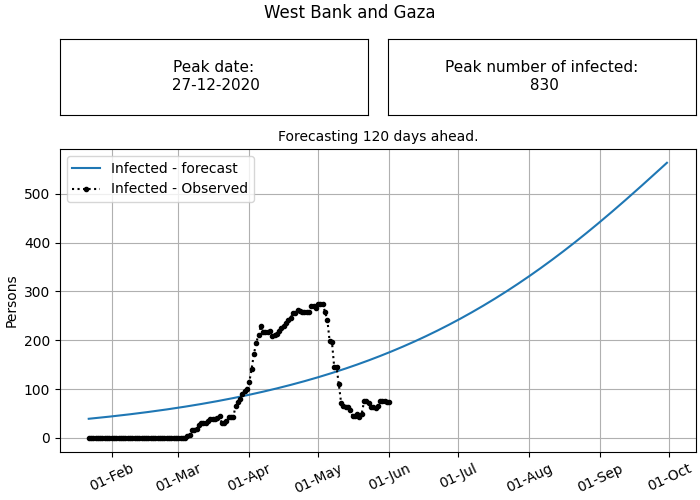 West Bank and Gaza
Peak date:
27-12-2020
Peak number of infected:
830
Forecasting 120 days ahead.
Infected - forecast
Infected - Observed
Persons
500
400
300
200
100
0
01-Feb
01-Mar
01-Apr
01-May
01-Jun
01-Jul
01-Aug
01-Sep
01-Oct